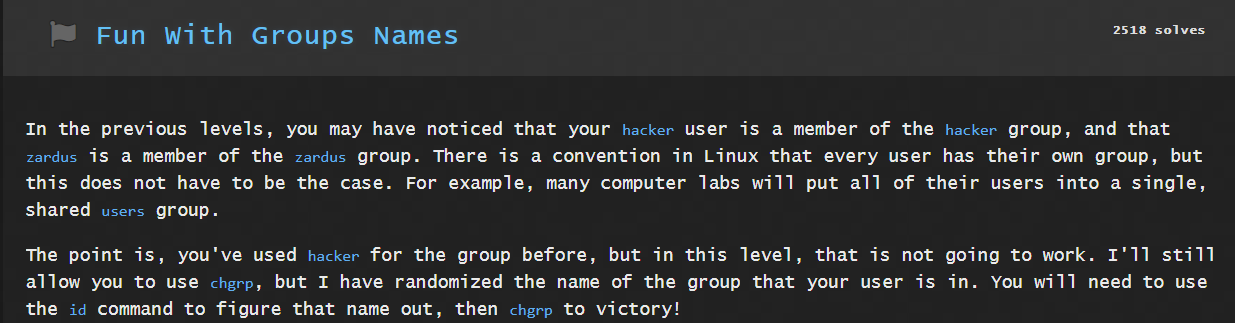 Fun With Groups Names
2518 solves
In the previous levels, you may have noticed that your hacker user is a member of the hacker group, and that
zardus is a member of the zardus group. There is a convention in Linux that every user has their own group, but
this does not have to be the case. For example, many computer labs will put all of their users into a single,
shared users group.
The point is, you've used hacker for the group before, but in this level, that is not going to work. I'll still
allow you to use chgrp, but I have randomized the name of the group that your user is in. You will need to use
the id command to figure that name out, then chgrp to victory!